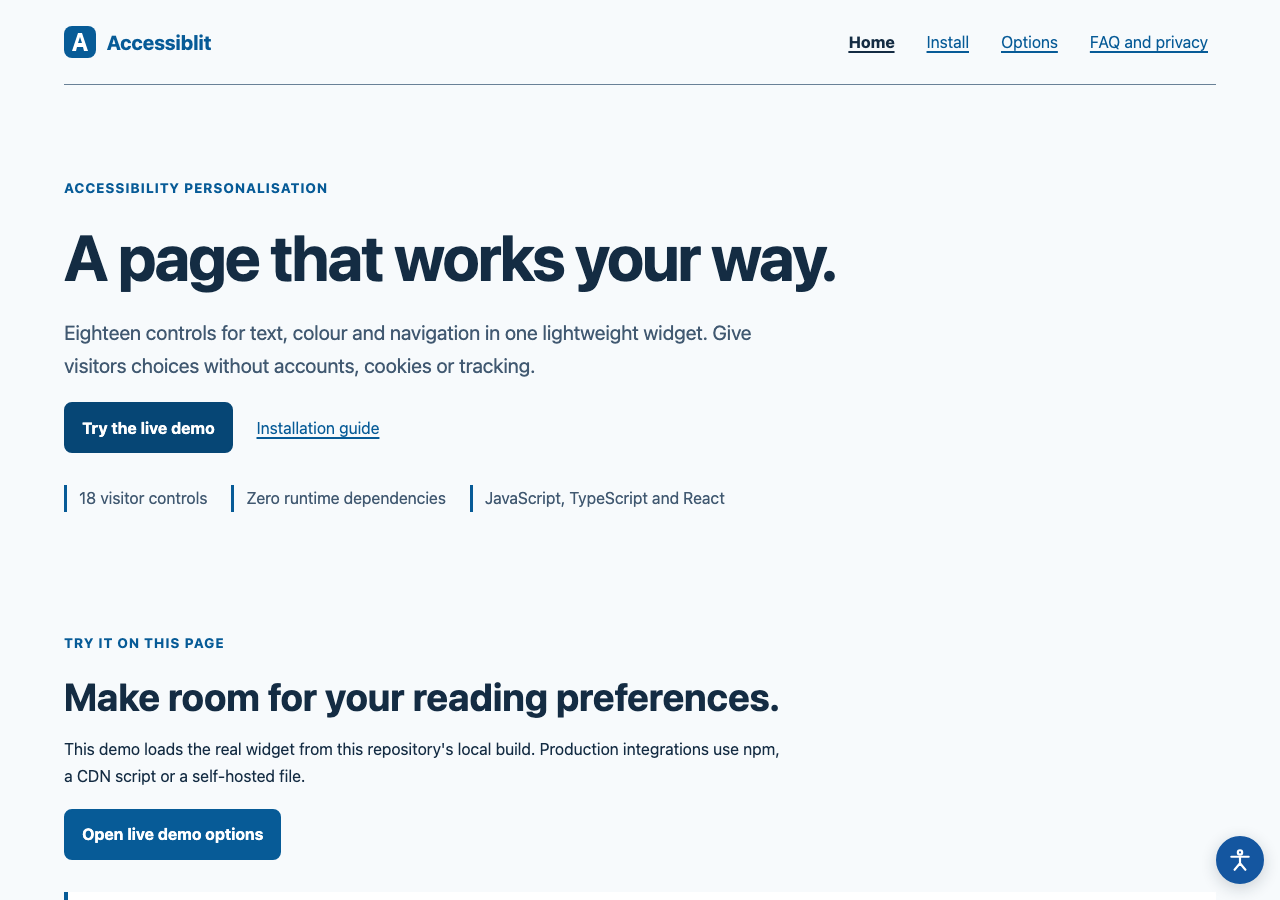 A Accessiblit
Home Install Options FAQ and privacy
ACCESSIBILITY PERSONALISATION
A page that works your way.
Eighteen controls for text, colour and navigation in one lightweight widget. Give
visitors choices without accounts, cookies or tracking.
Try the live demo Installation guide
18 visitor controls Zero runtime dependencies JavaScript, TypeScript and React
TRY IT ON THIS PAGE
Make room for your reading preferences.
This demo loads the real widget from this repository's local build. Production integrations use npm,
a CDN script or a self-hosted file.
Open live demo options